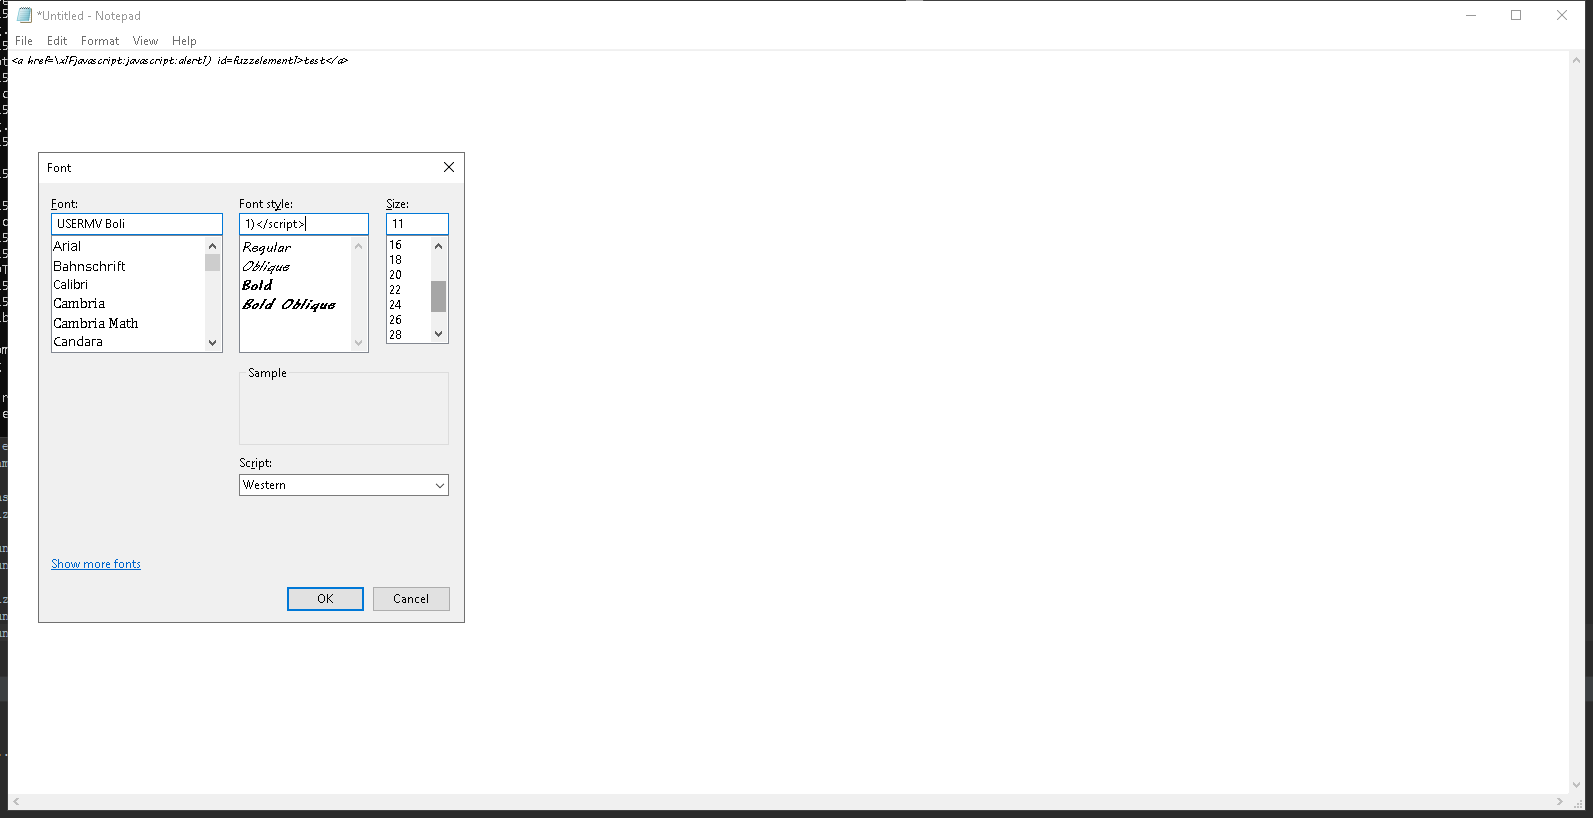 *Untitled - Notepad
File Edit Format View Help
<a href=\x1Fjavascript:javascript:alert1) id=fuzzelement1>test</a>
Font
Font: Font style: Size:
USERMV Boli 1)</script> 11
Arial Regular 16
Bahnschrift Oblique 18
Calibri Bold 20
Cambria Bold Oblique 22
Cambria Math 24
Candara 26
28
Sample
Script:
Western
Show more fonts
OK Cancel